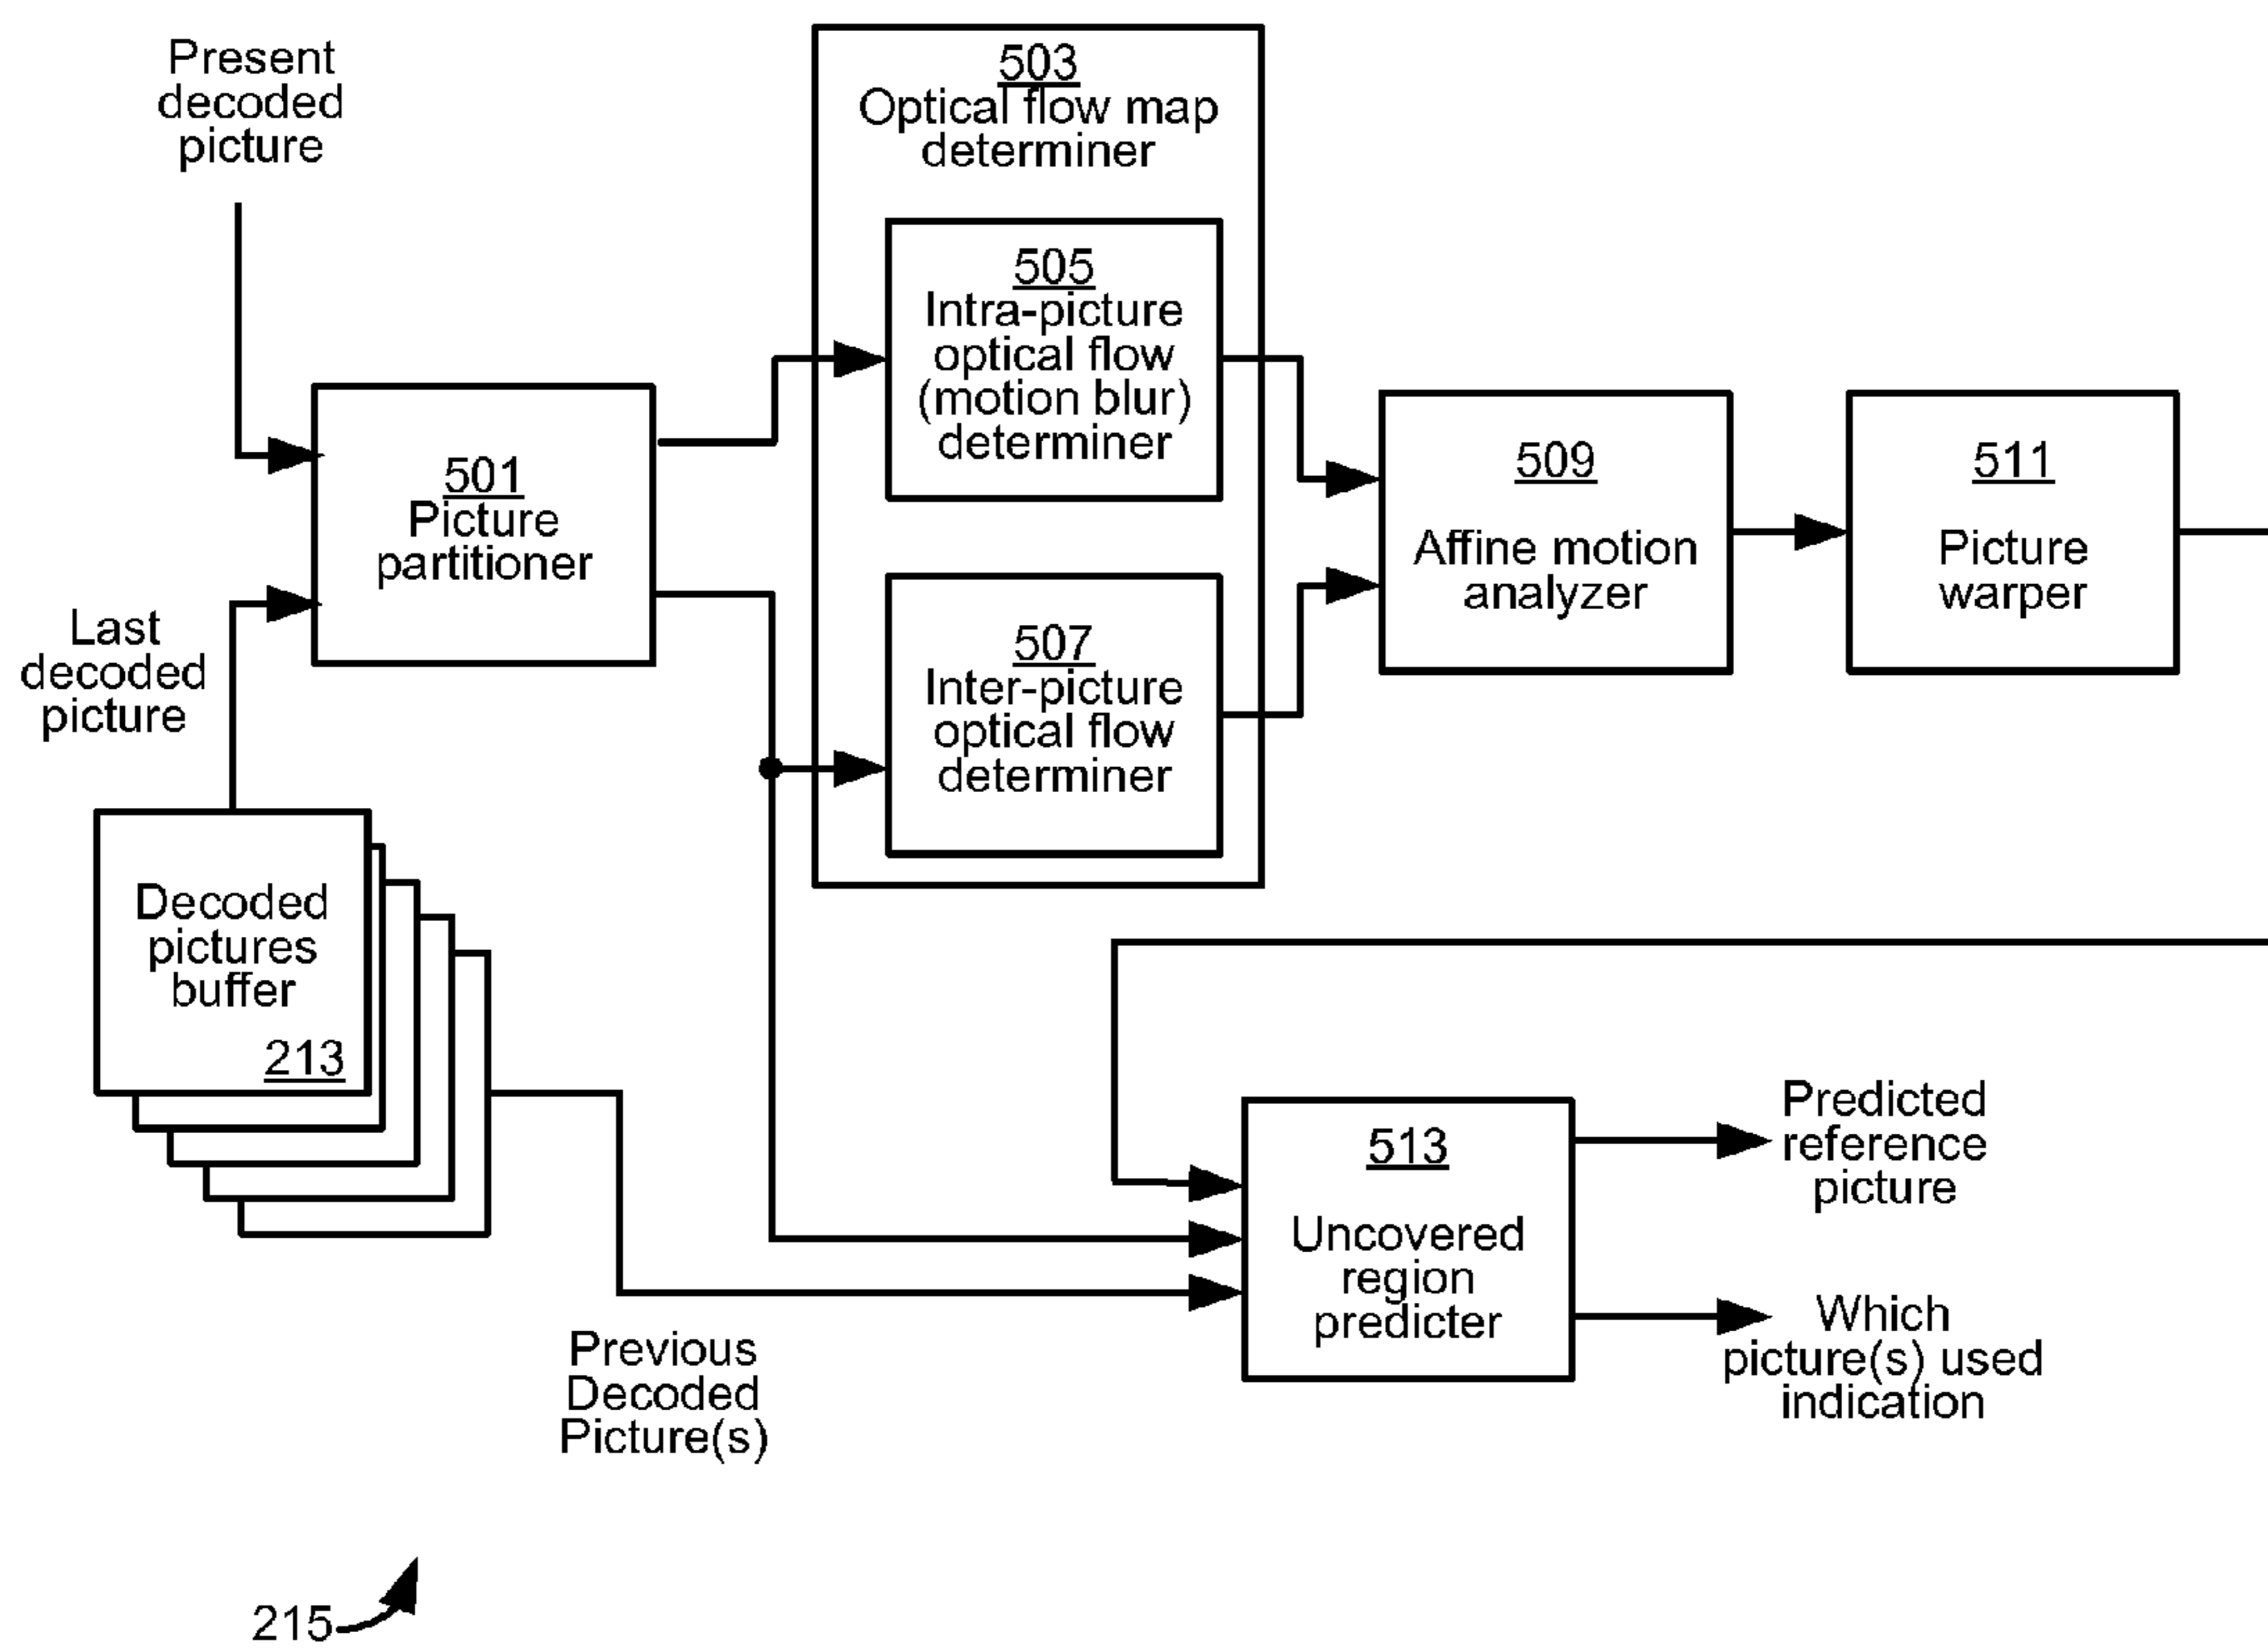 Present
decoded
picture
503
Optical flow map
determiner
505
Intra-picture
optical flow
(motion blur)
determiner
501
Picture
partitioner
509
Affine motion
analyzer
511
Picture
warper
Last
decoded
picture
507
Inter-picture
optical flow
determiner
Decoded
pictures
buffer
213
513
Uncovered
region
predicter
Predicted
reference
picture
Which
picture(s) used
indication
Previous
Decoded
Picture(s)
215